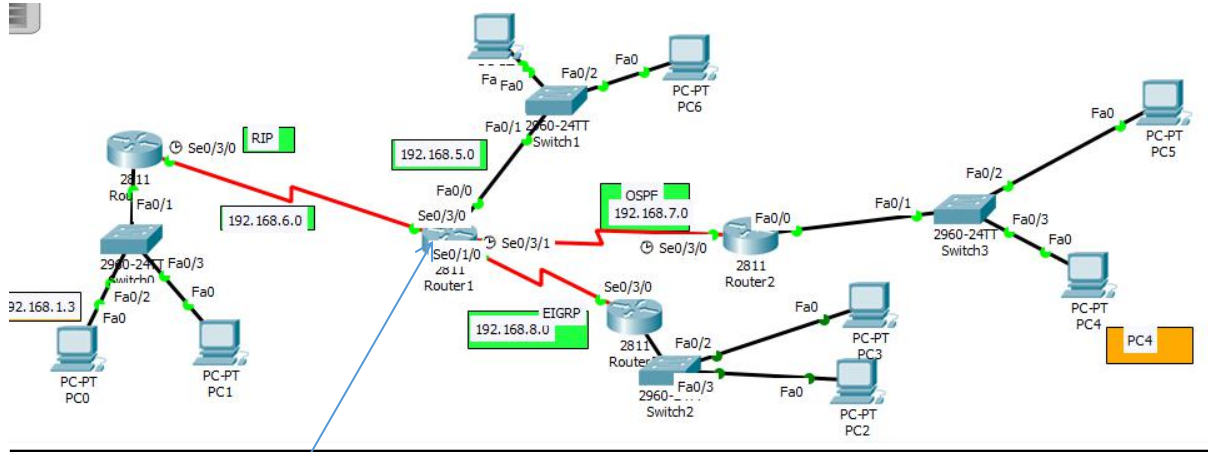 Fa
Fa0
Fa0/2
Fa0
PC-PT
PC6
Fa0
PC-PT
PC5
Se0/3/0
RIP
Fa0/1
2960-24TT
Switch1
192.168.5.0
2811
Fa0/1
192.168.6.0
Fa0/0
Se0/3/0
Se0/3/1
Se0/1/0
2811
Router1
OSPF
192.168.7.0
Se0/3/0
Fa0/0
2811
Router2
Fa0/1
Fa0/2
Fa0/3
Fa0
2960-24TT
Switch3
PC-PT
PC4
PC4
Fa0/3
Fa0/2
Fa0
Fa0
PC-PT
PC0
PC-PT
PC1
EIGRP
192.168.8.0
Se0/3/0
2811
Fa0/2
Fa0/3
Switch2
Fa0
PC-PT
PC3
Fa0
PC-PT
PC2